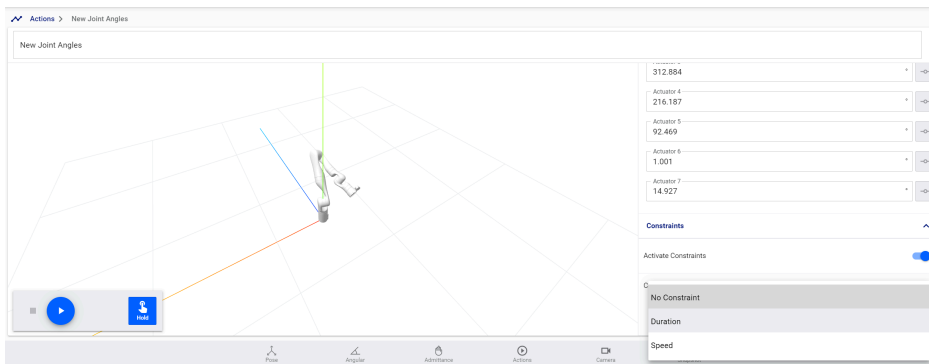 Actions > New Joint Angles
New Joint Angles
312.884 °
Actuator 4
216.187 °
Actuator 5
92.469 °
Actuator 6
1.001 °
Actuator 7
14.927 °
Constraints
Activate Constraints
No Constraint
Duration
Speed
Hold
Pose Angular Admittance Actions Camera